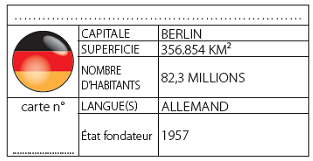 CAPITALE BERLIN
SUPERFICIE 356.854 KM²
NOMBRE
D'HABITANTS 82,3 MILLIONS
carte n° LANGUE(S) ALLEMAND
État fondateur 1957